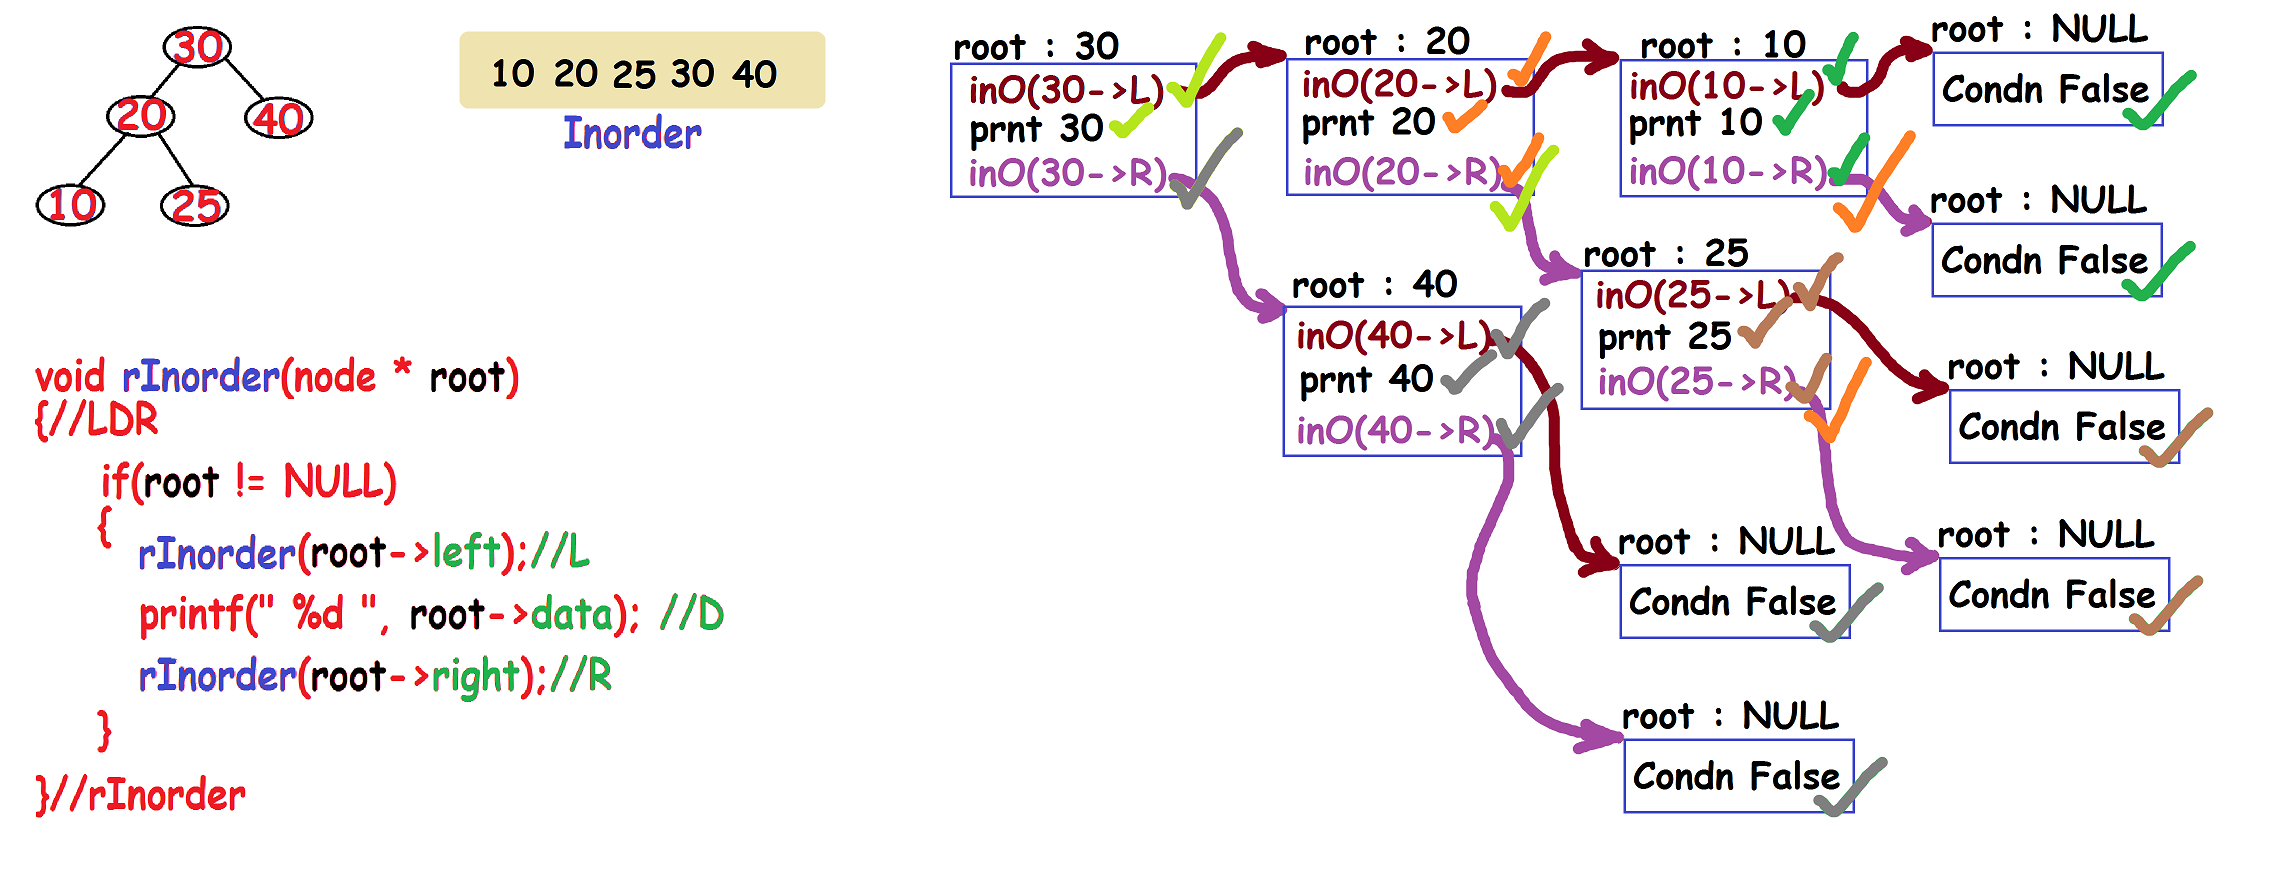 30
20
40
10
25
10 20 25 30 40
Inorder
void rInorder(node * root)
{//LDR
if(root != NULL)
{
rInorder(root->left);//L
printf(" %d ", root->data); //D
rInorder(root->right);//R
}
}//rInorder
root : 30
inO(30->L)
prnt 30
inO(30->R)
root : 20
inO(20->L)
prnt 20
inO(20->R)
root : 10
inO(10->L)
prnt 10
inO(10->R)
root : NULL
Condn False
root : NULL
Condn False
root : 40
inO(40->L)
prnt 40
inO(40->R)
root : 25
inO(25->L)
prnt 25
inO(25->R)
root : NULL
Condn False
root : NULL
Condn False
root : NULL
Condn False
root : NULL
Condn False